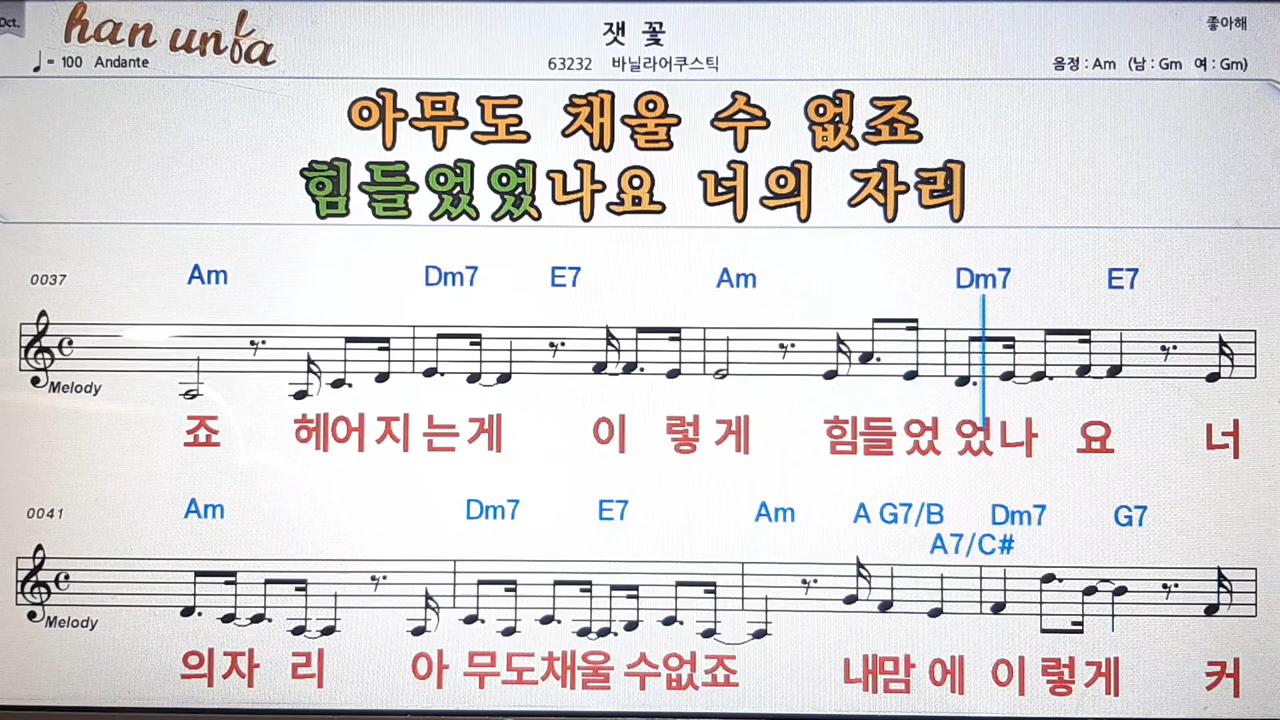 Oct.
han unfa
잿 꽃
좋아해
♩= 100 Andante
63232 바닐라어쿠스틱
음정 : Am (남 : Gm 여 : Gm)
아무도 채울 수 없죠
힘들었었나요 너의 자리
0037
Am Dm7 E7 Am Dm7 E7
Melody
죠 헤어지는게 이 렇게 힘들었 었나 요 너
0041
Am Dm7 E7 Am A G7/B Dm7 G7
A7/C#
Melody
의자 리 아 무도채울 수없죠 내맘 에 이 렇게 커